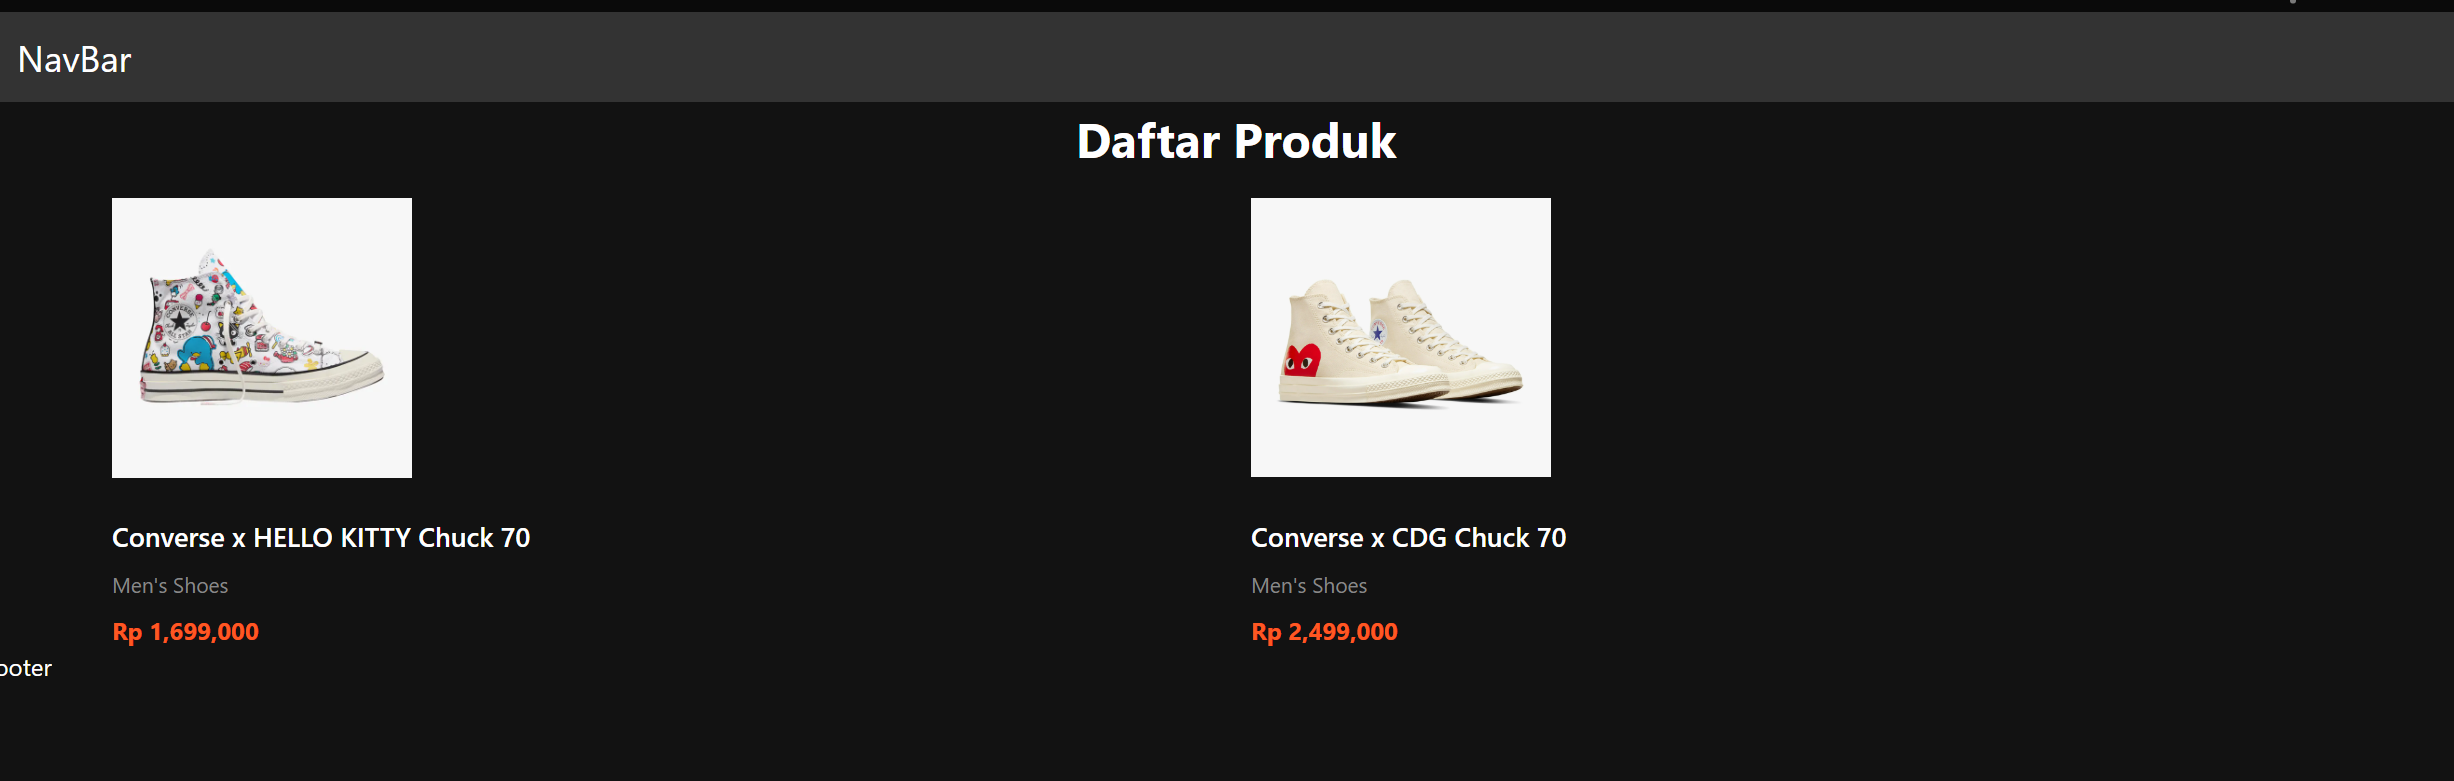 NavBar
Daftar Produk
Converse x HELLO KITTY Chuck 70
Men's Shoes
Rp 1,699,000
Converse x CDG Chuck 70
Men's Shoes
Rp 2,499,000
ooter